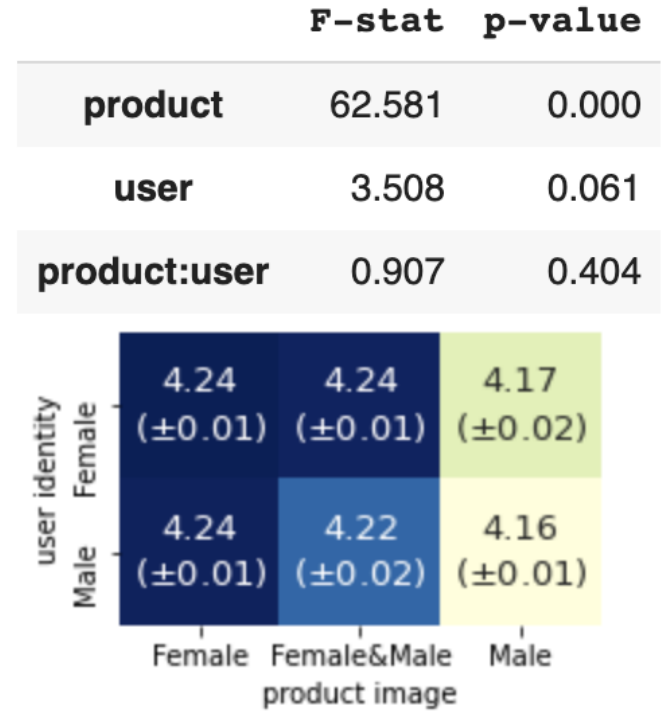 F-stat p-value
product 62.581 0.000
user 3.508 0.061
product:user 0.907 0.404
user identity
Female
4.24 4.24 4.17
(±0.01) (±0.01) (±0.02)
Male
4.24 4.22 4.16
(±0.01) (±0.02) (±0.01)
Female Female&Male Male
product image